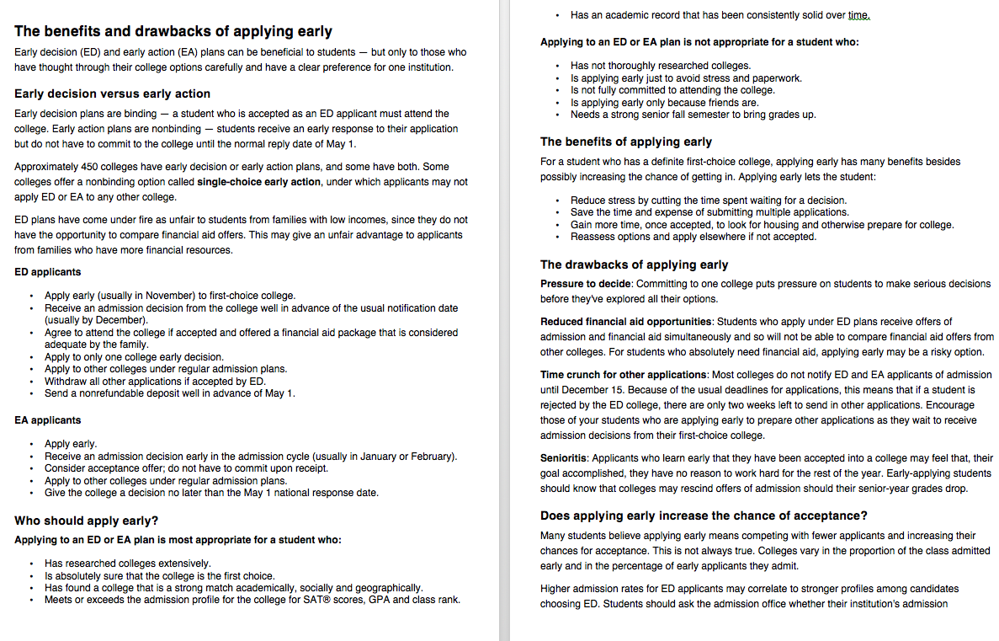 The benefits and drawbacks of applying early
Early decision (ED) and early action (EA) plans can be beneficial to students — but only to those who
have thought through their college options carefully and have a clear preference for one institution.
Early decision versus early action
Early decision plans are binding — a student who is accepted as an ED applicant must attend the
college. Early action plans are nonbinding — students receive an early response to their application
but do not have to commit to the college until the normal reply date of May 1.
Approximately 450 colleges have early decision or early action plans, and some have both. Some
colleges offer a nonbinding option called single-choice early action, under which applicants may not
apply ED or EA to any other college.
ED plans have come under fire as unfair to students from families with low incomes, since they do not
have the opportunity to compare financial aid offers. This may give an unfair advantage to applicants
from families who have more financial resources.
ED applicants
• Apply early (usually in November) to first-choice college.
• Receive an admission decision from the college well in advance of the usual notification date
(usually by December).
• Agree to attend the college if accepted and offered a financial aid package that is considered
adequate by the family.
• Apply to only one college early decision.
• Apply to other colleges under regular admission plans.
• Withdraw all other applications if accepted by ED.
• Send a nonrefundable deposit well in advance of May 1.
EA applicants
• Apply early.
• Receive an admission decision early in the admission cycle (usually in January or February).
• Consider acceptance offer; do not have to commit upon receipt.
• Apply to other colleges under regular admission plans.
• Give the college a decision no later than the May 1 national response date.
Who should apply early?
Applying to an ED or EA plan is most appropriate for a student who:
• Has researched colleges extensively.
• Is absolutely sure that the college is the first choice.
• Has found a college that is a strong match academically, socially and geographically.
• Meets or exceeds the admission profile for the college for SAT® scores, GPA and class rank.
• Has an academic record that has been consistently solid over time.
Applying to an ED or EA plan is not appropriate for a student who:
• Has not thoroughly researched colleges.
• Is applying early just to avoid stress and paperwork.
• Is not fully committed to attending the college.
• Is applying early only because friends are.
• Needs a strong senior fall semester to bring grades up.
The benefits of applying early
For a student who has a definite first-choice college, applying early has many benefits besides
possibly increasing the chance of getting in. Applying early lets the student:
• Reduce stress by cutting the time spent waiting for a decision.
• Save the time and expense of submitting multiple applications.
• Gain more time, once accepted, to look for housing and otherwise prepare for college.
• Reassess options and apply elsewhere if not accepted.
The drawbacks of applying early
Pressure to decide: Committing to one college puts pressure on students to make serious decisions
before they've explored all their options.
Reduced financial aid opportunities: Students who apply under ED plans receive offers of
admission and financial aid simultaneously and so will not be able to compare financial aid offers from
other colleges. For students who absolutely need financial aid, applying early may be a risky option.
Time crunch for other applications: Most colleges do not notify ED and EA applicants of admission
until December 15. Because of the usual deadlines for applications, this means that if a student is
rejected by the ED college, there are only two weeks left to send in other applications. Encourage
those of your students who are applying early to prepare other applications as they wait to receive
admission decisions from their first-choice college.
Senioritis: Applicants who learn early that they have been accepted into a college may feel that, their
goal accomplished, they have no reason to work hard for the rest of the year. Early-applying students
should know that colleges may rescind offers of admission should their senior-year grades drop.
Does applying early increase the chance of acceptance?
Many students believe applying early means competing with fewer applicants and increasing their
chances for acceptance. This is not always true. Colleges vary in the proportion of the class admitted
early and in the percentage of early applicants they admit.
Higher admission rates for ED applicants may correlate to stronger profiles among candidates
choosing ED. Students should ask the admission office whether their institution's admission